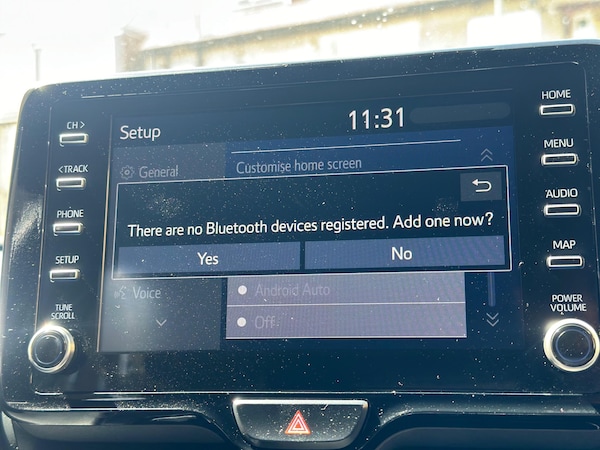 CH >
< TRACK
PHONE
SETUP
TUNE
SCROLL
Setup
11:31
General
Customise home screen
There are no Bluetooth devices registered. Add one now?
Yes
No
Voice
Android Auto
Off
HOME
MENU
AUDIO
MAP
POWER
VOLUME